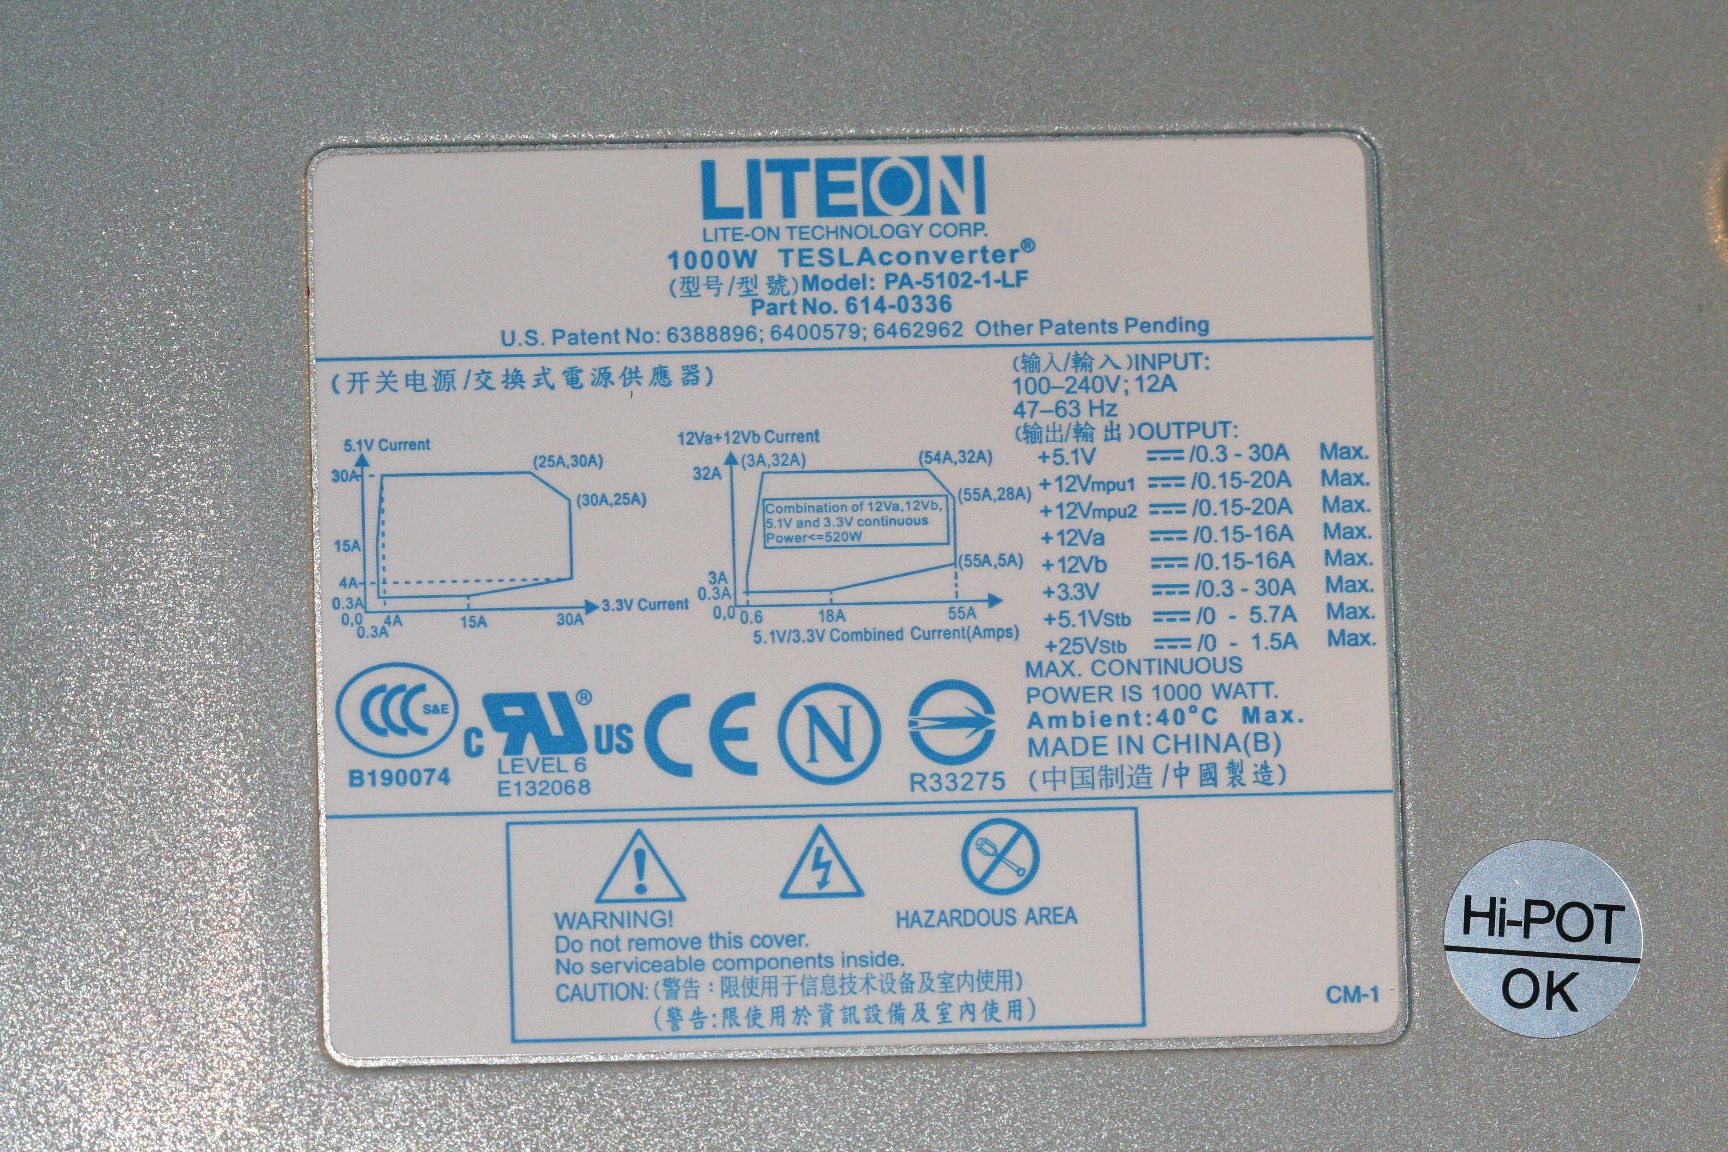 LITEON
LITE-ON TECHNOLOGY CORP.
1000W TESLAconverter®
(型号/型號)Model: PA-5102-1-LF
Part No. 614-0336
U.S. Patent No: 6388896; 6400579; 6462962 Other Patents Pending
(开关电源/交換式電源供應器)
5.1V Current
30A
(25A,30A)
(30A,25A)
15A
4A
0.3A
0,0
0.3A
4A
15A
30A
3.3V Current
12Va+12Vb Current
32A
(3A,32A)
(54A,32A)
(55A,28A)
Combination of 12Va,12Vb,
5.1V and 3.3V continuous
Power<=520W
(55A,5A)
3A
0.3A
0,0
0.6
18A
55A
5.1V/3.3V Combined Current(Amps)
(输入/輸入)INPUT:
100–240V; 12A
47–63 Hz
(输出/輸出)OUTPUT:
+5.1V ⎓/0.3 - 30A Max.
+12Vmpu1 ⎓/0.15-20A Max.
+12Vmpu2 ⎓/0.15-20A Max.
+12Va ⎓/0.15-16A Max.
+12Vb ⎓/0.15-16A Max.
+3.3V ⎓/0.3 - 30A Max.
+5.1VStb ⎓/0 - 5.7A Max.
+25VStb ⎓/0 - 1.5A Max.
MAX. CONTINUOUS
POWER IS 1000 WATT.
Ambient:40°C Max.
MADE IN CHINA(B)
(中国制造/中國製造)
CCC S&E
B190074
C RU® US
LEVEL 6
E132068
CE
N
R33275
WARNING!
Do not remove this cover.
No serviceable components inside.
HAZARDOUS AREA
CAUTION:(警告：限使用于信息技术设备及室内使用)
(警告:限使用於資訊設備及室內使用)
CM-1
Hi-POT
OK